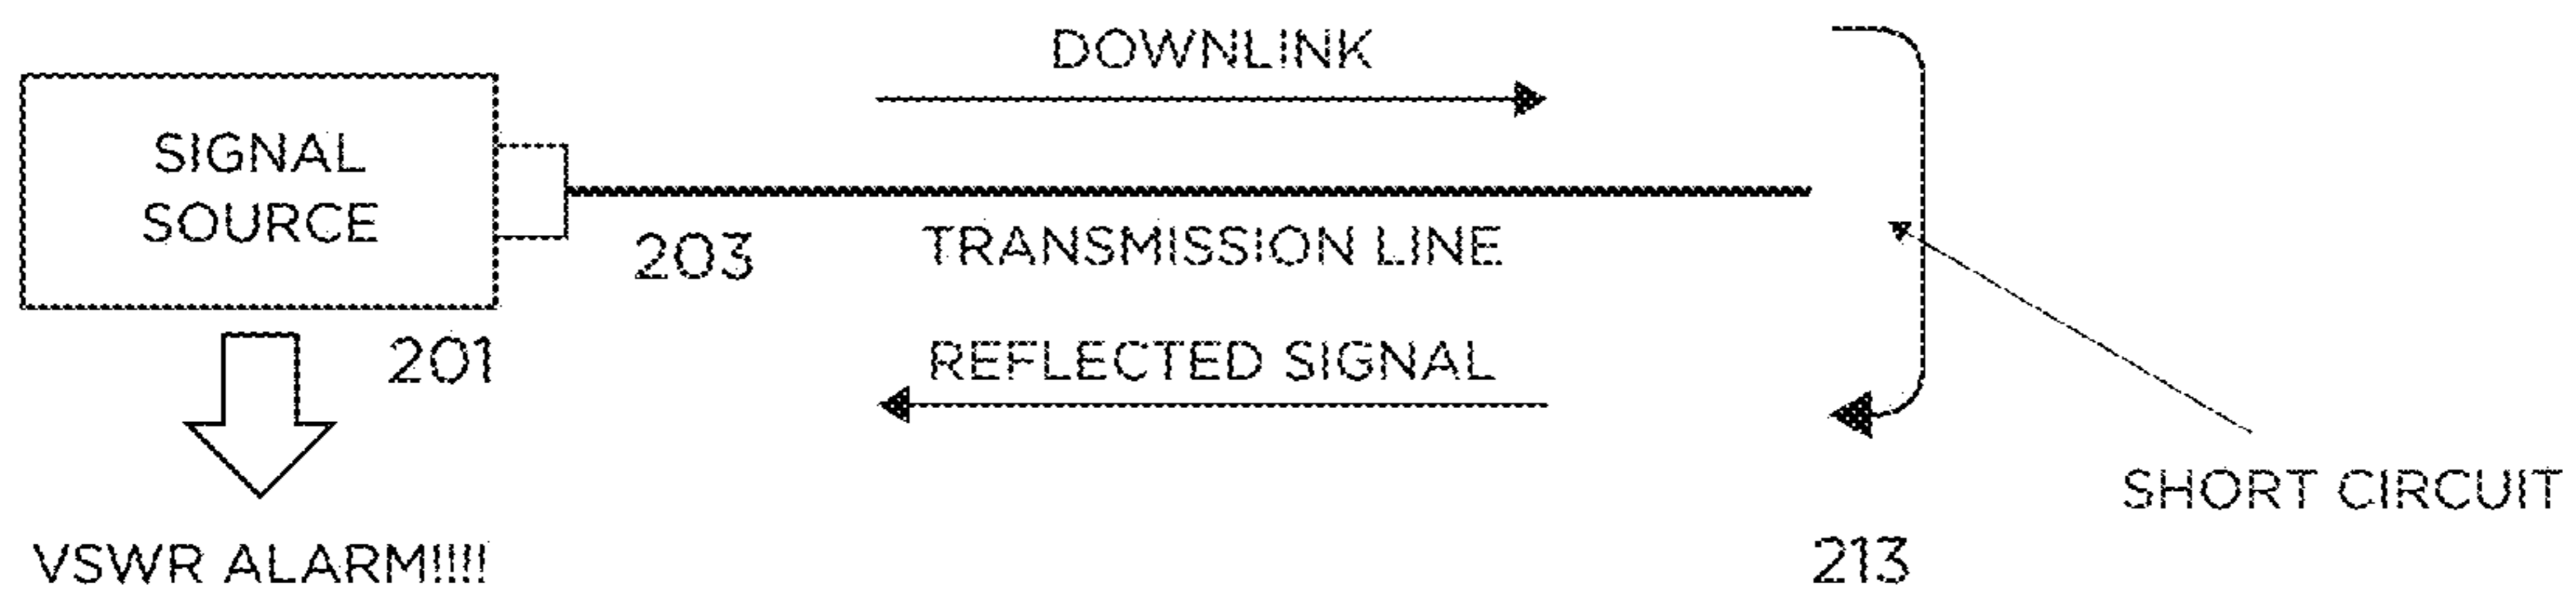 DOWNLINK
SIGNAL
SOURCE
203
TRANSMISSION LINE
201
REFLECTED SIGNAL
SHORT CIRCUIT
VSWR ALARM!!!!
213